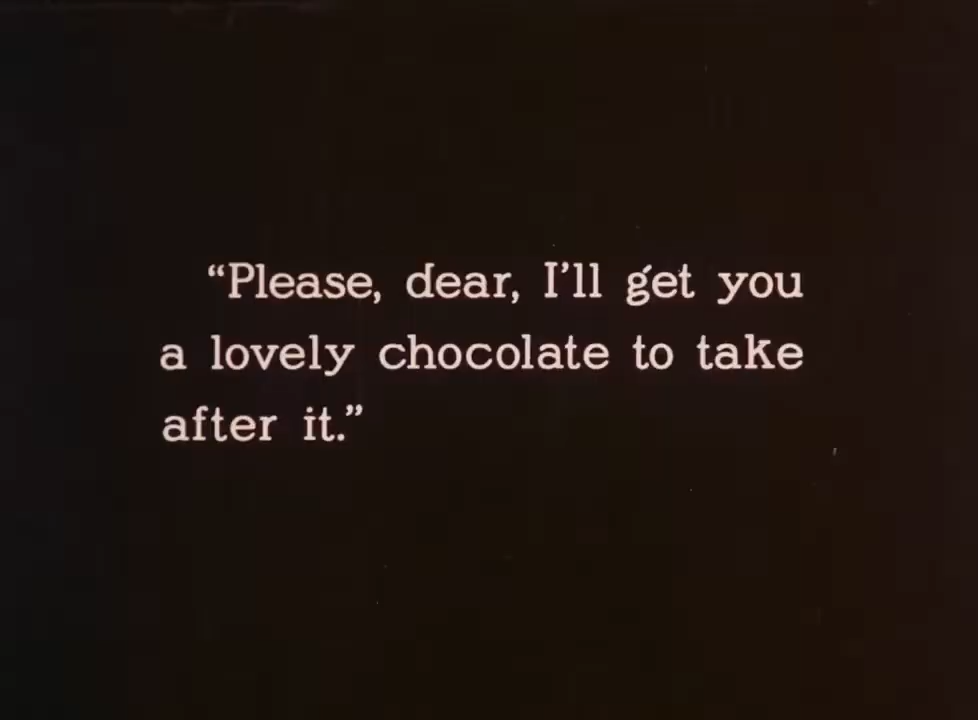 “Please, dear, I’ll get you
a lovely chocolate to take
after it.”